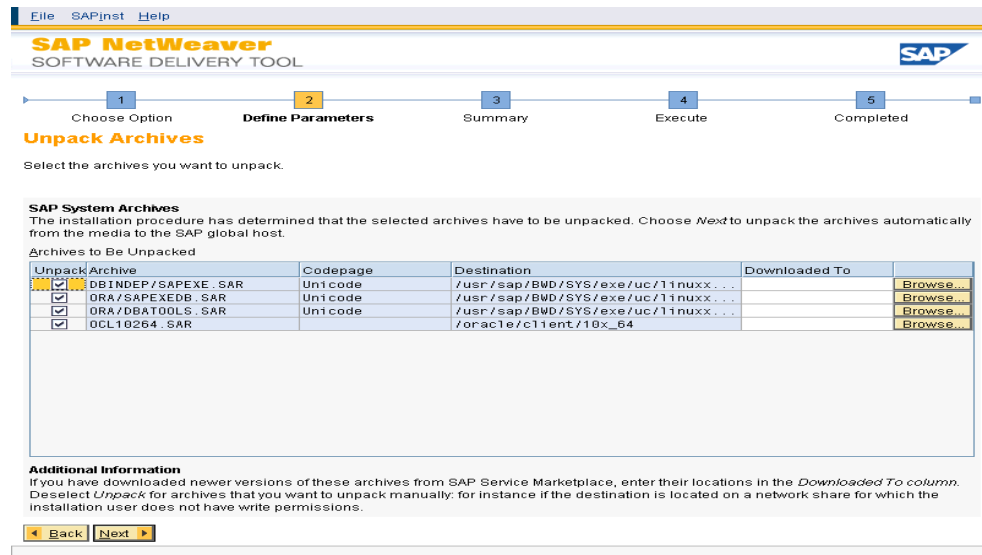 File SAPinst Help
SAP NetWeaver
SOFTWARE DELIVERY TOOL
SAP
1 2 3 4 5
Choose Option Define Parameters Summary Execute Completed
Unpack Archives
Select the archives you want to unpack.
SAP System Archives
The installation procedure has determined that the selected archives have to be unpacked. Choose Next to unpack the archives automatically
from the media to the SAP global host.
Archives to Be Unpacked
Unpack Archive Codepage Destination Downloaded To
DBINDEP/SAPEXE.SAR Unicode /usr/sap/BWD/SYS/exe/uc/linuxx... Browse...
ORA/SAPEXEDB.SAR Unicode /usr/sap/BWD/SYS/exe/uc/linuxx... Browse...
ORA/DBATOOLS.SAR Unicode /usr/sap/BWD/SYS/exe/uc/linuxx... Browse...
OCL10264.SAR /oracle/client/10x_64 Browse...
Additional Information
If you have downloaded newer versions of these archives from SAP Service Marketplace, enter their locations in the Downloaded To column.
Deselect Unpack for archives that you want to unpack manually: for instance if the destination is located on a network share for which the
installation user does not have write permissions.
Back Next